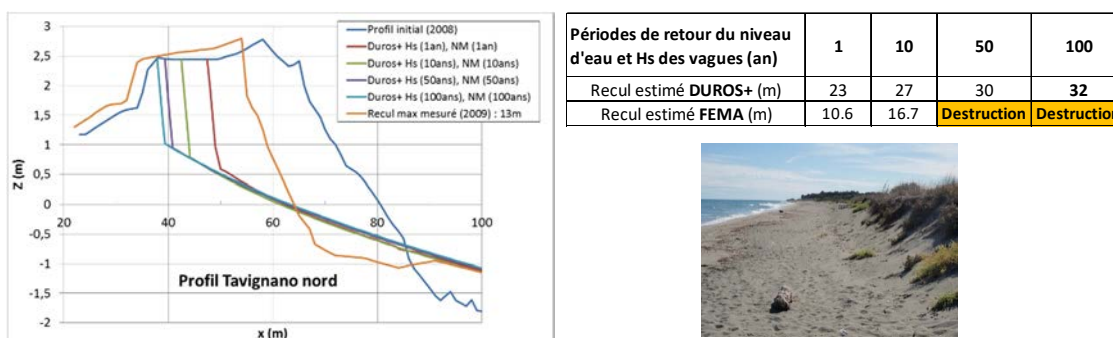 3
2,5
2
1,5
1
0,5
0
-0,5
-1
-1,5
-2
Z (m)
20 40 60 80 100
x (m)
Profil Tavignano nord
Profil initial (2008)
Duros+ Hs (1an), NM (1an)
Duros+ Hs (10ans), NM (10ans)
Duros+ Hs (50ans), NM (50ans)
Duros+ Hs (100ans), NM (100ans)
Recul max mesuré (2009) : 13m
Périodes de retour du niveau
d'eau et Hs des vagues (an) 1 10 50 100
Recul estimé DUROS+ (m) 23 27 30 32
Recul estimé FEMA (m) 10.6 16.7 Destruction Destruction